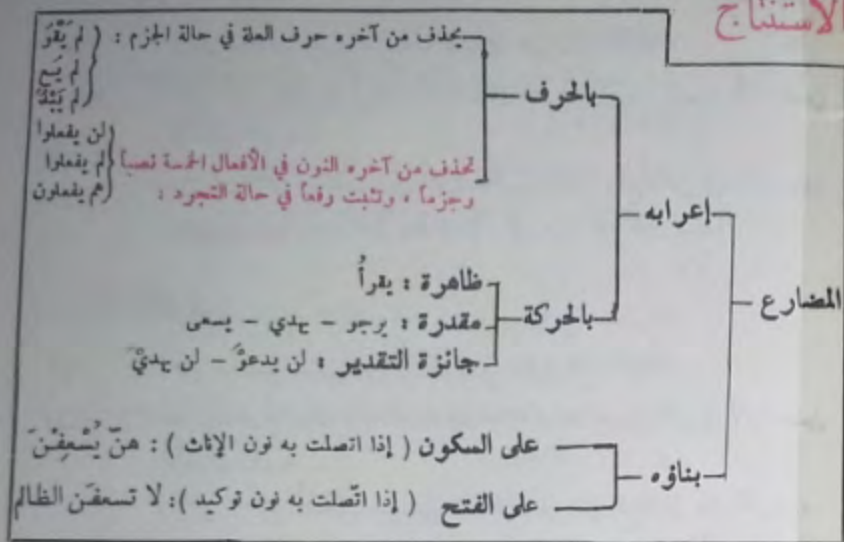 الاستنتاج
يحذف من آخره حرف العلة في حالة الجزم :
لم يَقْوَ
بالحرف
لن يفعلوا
لم يفعلوا
هم يفعلون
تحذف من آخره النون في الأفعال الخمسة نصباً
وجزماً ، وتثبت رفعاً في حالة التجرد :
إعرابه
ظاهرة : يقرأُ
المضارع
بالحركة
مقدرة : يرجو – يهدي – يسعى
جائزة التقدير : لن يدعوَ – لن يهديَ
على السكون ( إذا اتصلت به نون الإناث ) : هنّ يُسْعِفْنَ
بناؤه
على الفتح ( إذا اتّصلت به نون توكيد ): لا تسعفَن الظالم